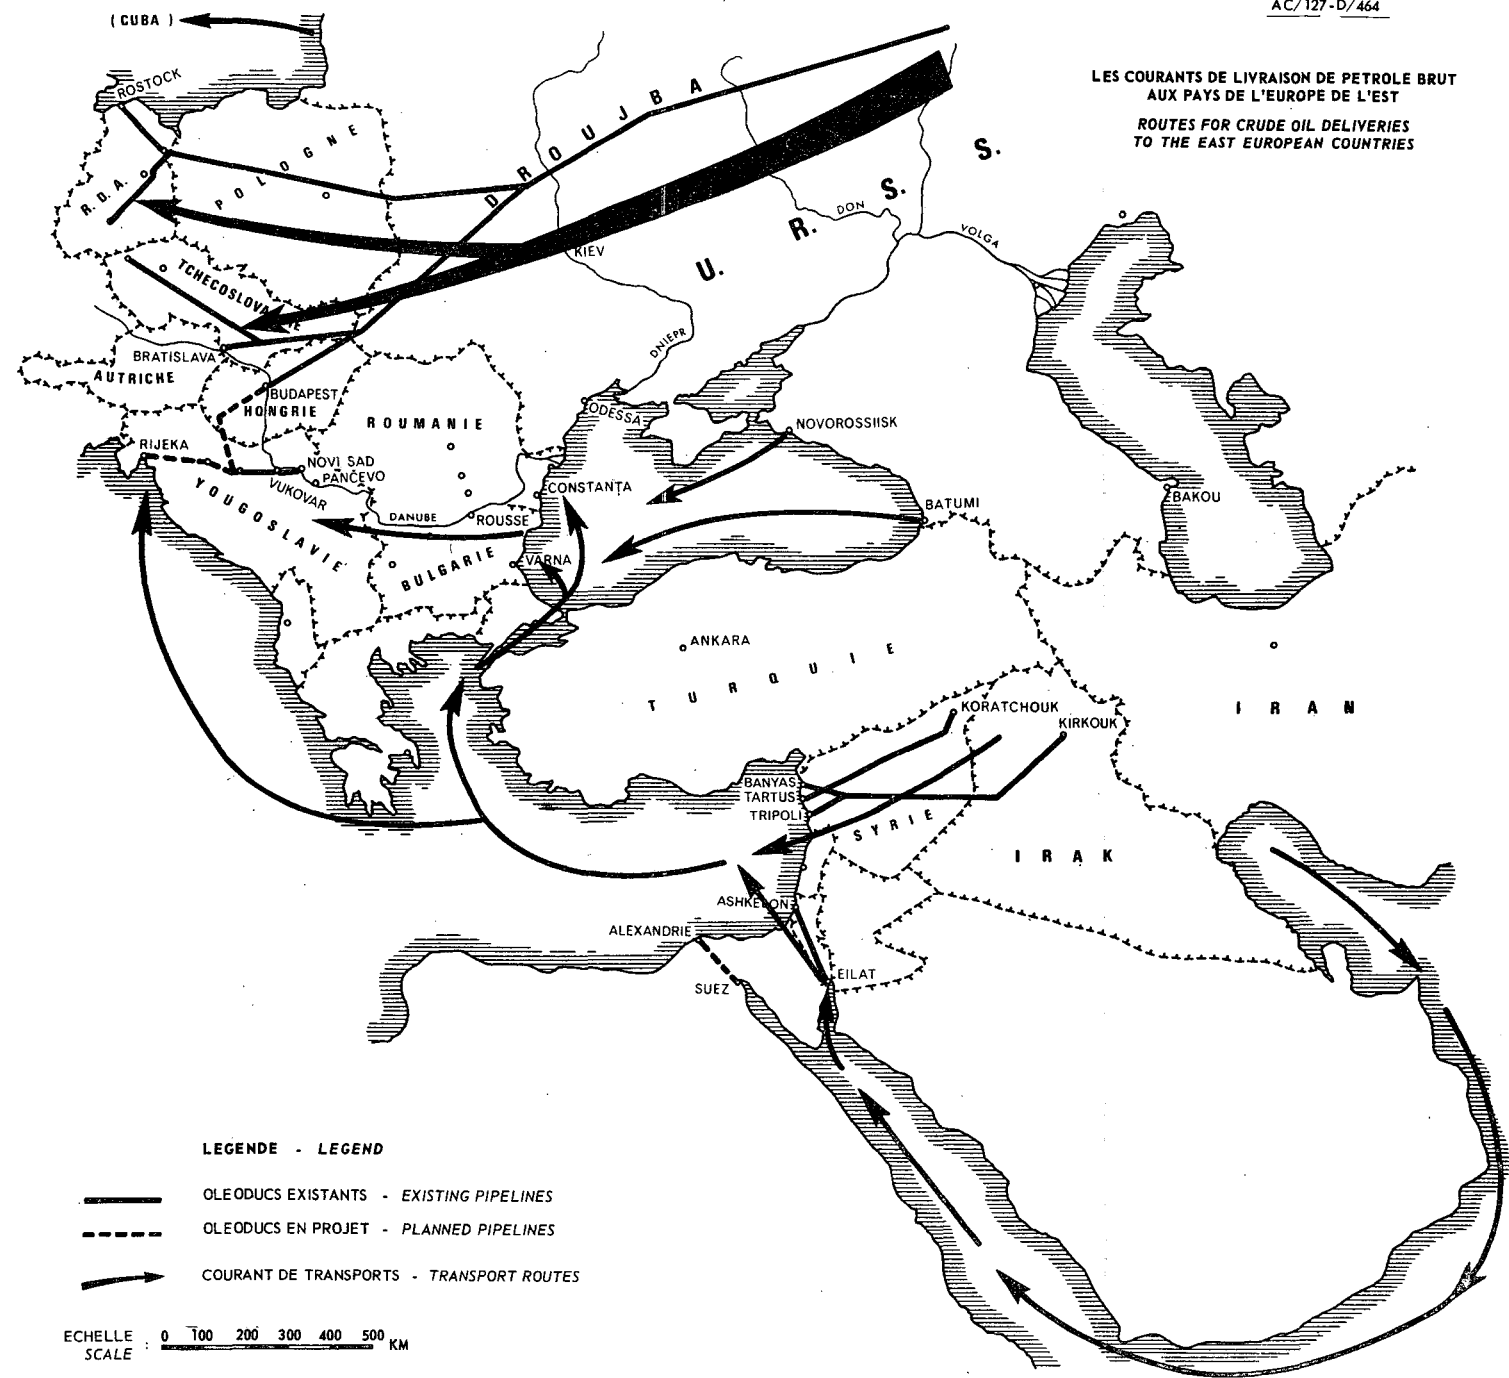 AC/127-D/464
(CUBA)
LES COURANTS DE LIVRAISON DE PETROLE BRUT
AUX PAYS DE L'EUROPE DE L'EST
ROUTES FOR CRUDE OIL DELIVERIES
TO THE EAST EUROPEAN COUNTRIES
ROSTOCK
DROUJBA
POLOGNE
R.D.A.
U.R.S.S.
DON
VOLGA
KIEV
TCHECOSLOVAQUIE
DNIEPR
BRATISLAVA
AUTRICHE
BUDAPEST
HONGRIE
ROUMANIE
ODESSA
NOVOROSSIISK
RIJEKA
NOVI SAD
PANČEVO
VUKOVAR
YOUGOSLAVIE
CONSTANȚA
DANUBE
ROUSSE
BATUMI
BAKOU
VARNA
BULGARIE
ANKARA
TURQUIE
IRAN
KORATCHOUK
KIRKOUK
BANYAS
TARTUS
TRIPOLI
SYRIE
IRAK
ASHKELON
ALEXANDRIE
EILAT
SUEZ
LEGENDE - LEGEND
OLEODUCS EXISTANTS - EXISTING PIPELINES
OLEODUCS EN PROJET - PLANNED PIPELINES
COURANT DE TRANSPORTS - TRANSPORT ROUTES
ECHELLE
SCALE : 0 100 200 300 400 500 KM